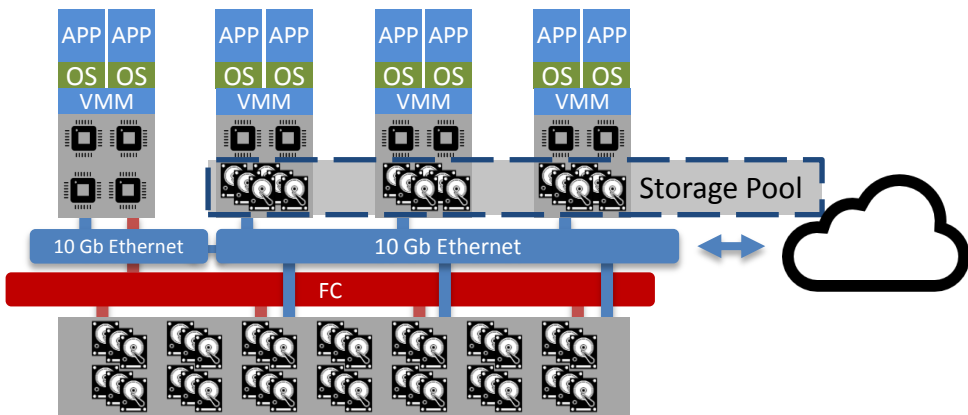 APP APP APP APP APP APP APP APP
OS OS OS OS OS OS OS OS
VMM VMM VMM VMM
Storage Pool
10 Gb Ethernet 10 Gb Ethernet
FC